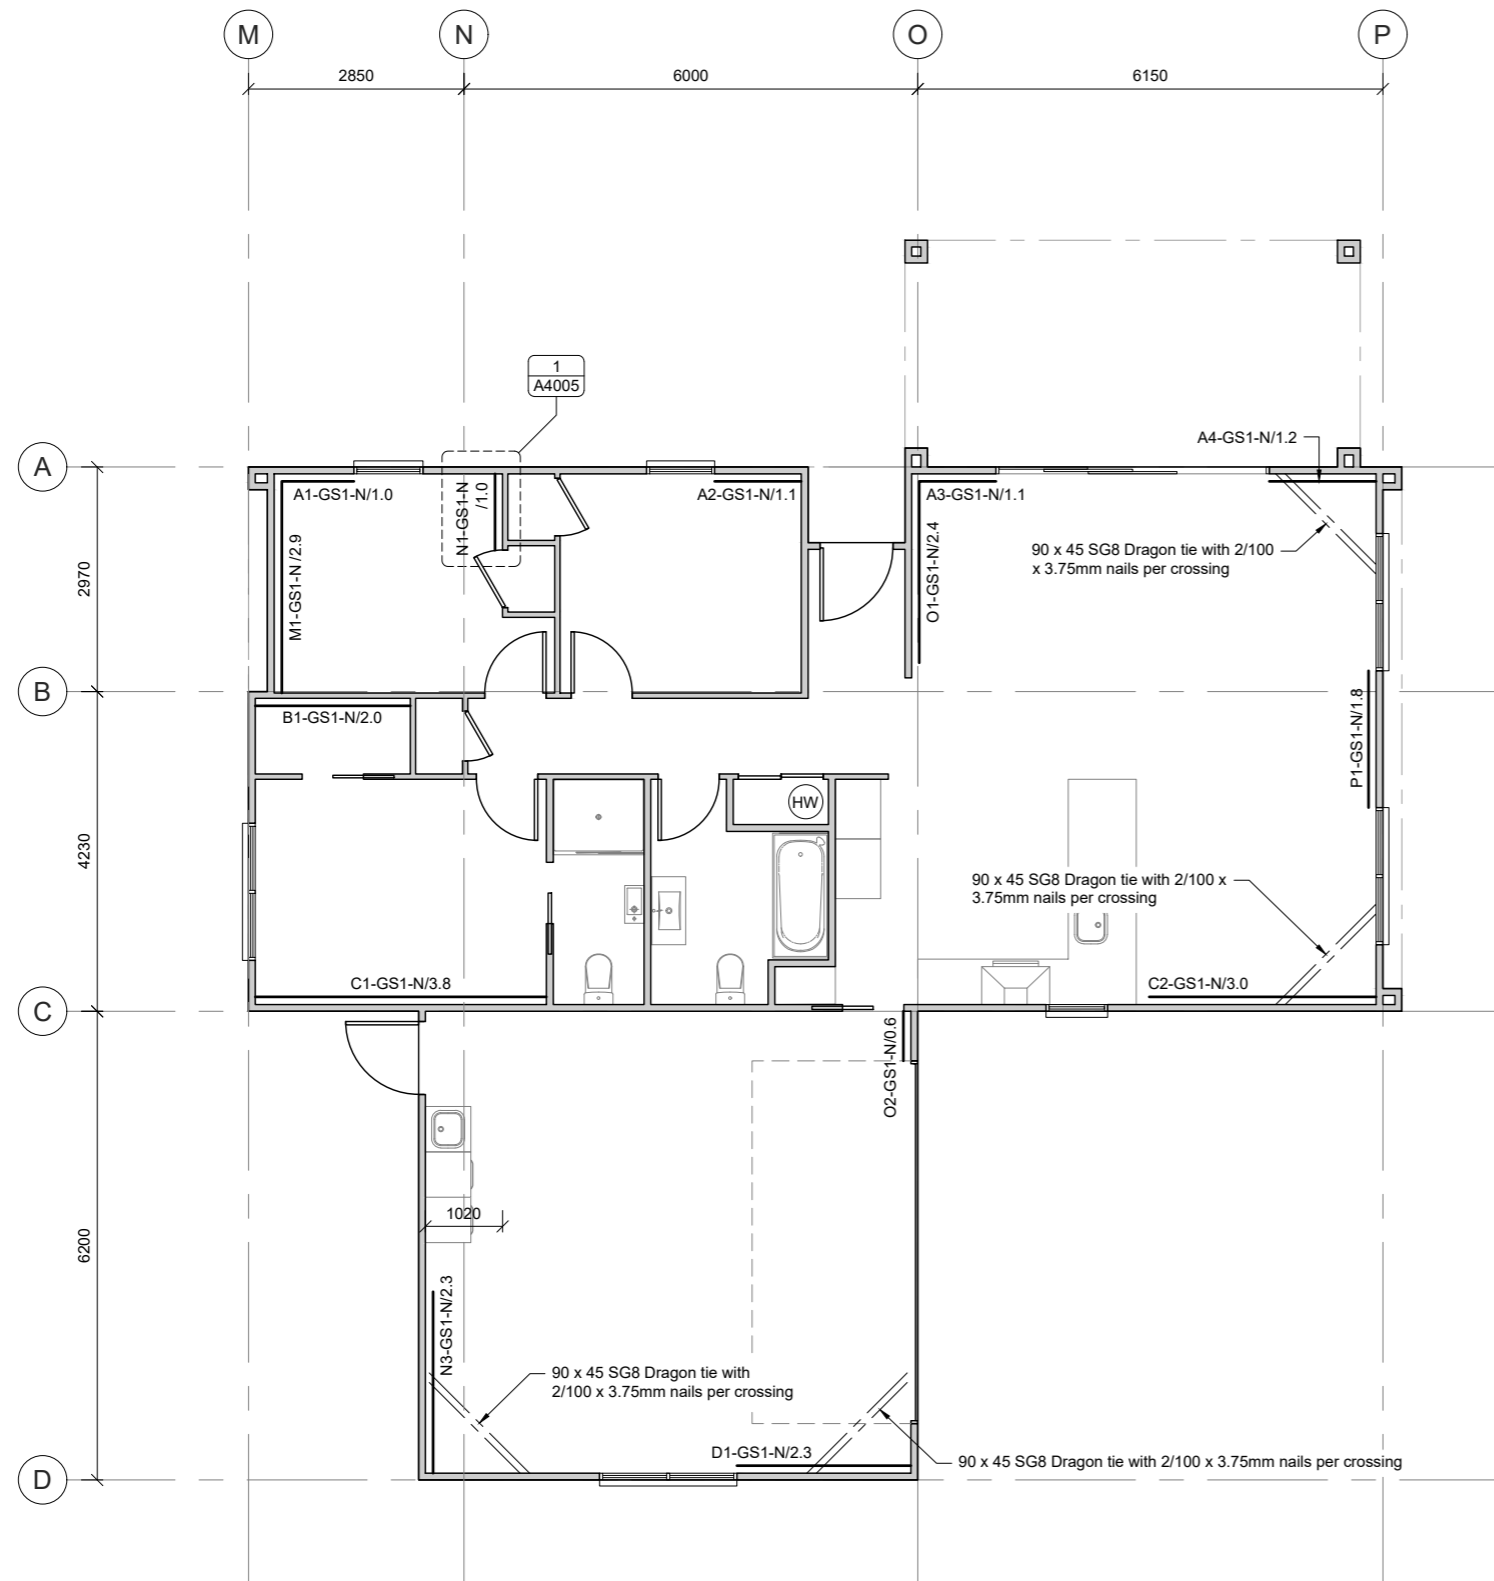 M
N
O
P
2850
6000
6150
1
A4005
A
A4-GS1-N/1.2
A1-GS1-N/1.0
N1-GS1-N
/1.0
A2-GS1-N/1.1
A3-GS1-N/1.1
M1-GS1-N /2.9
O1-GS1-N/2.4
90 x 45 SG8 Dragon tie with 2/100
x 3.75mm nails per crossing
2970
B
B1-GS1-N/2.0
P1-GS1-N/1.8
HW
4230
90 x 45 SG8 Dragon tie with 2/100 x
3.75mm nails per crossing
C1-GS1-N/3.8
C2-GS1-N/3.0
C
O2-GS1-N/0.6
1020
6200
N3-GS1-N/2.3
90 x 45 SG8 Dragon tie with
2/100 x 3.75mm nails per crossing
D1-GS1-N/2.3
90 x 45 SG8 Dragon tie with 2/100 x 3.75mm nails per crossing
D